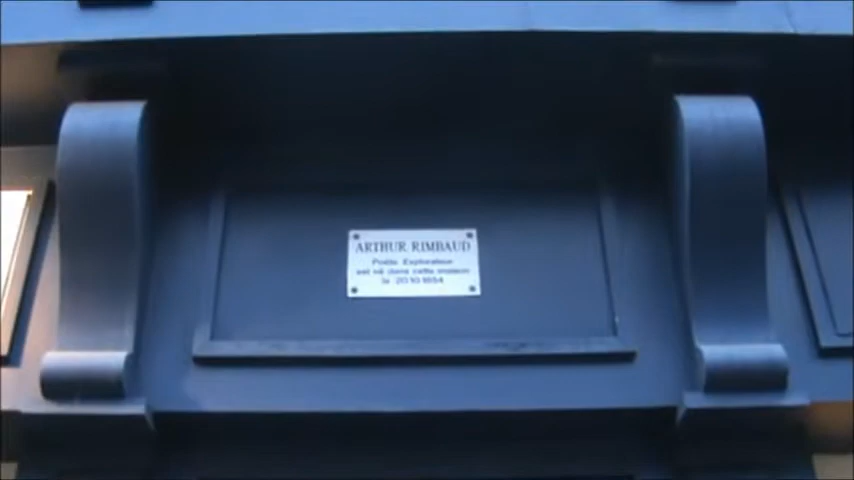 ARTHUR RIMBAUD
Poète Explorateur
est né dans cette maison
le 20.10.1854